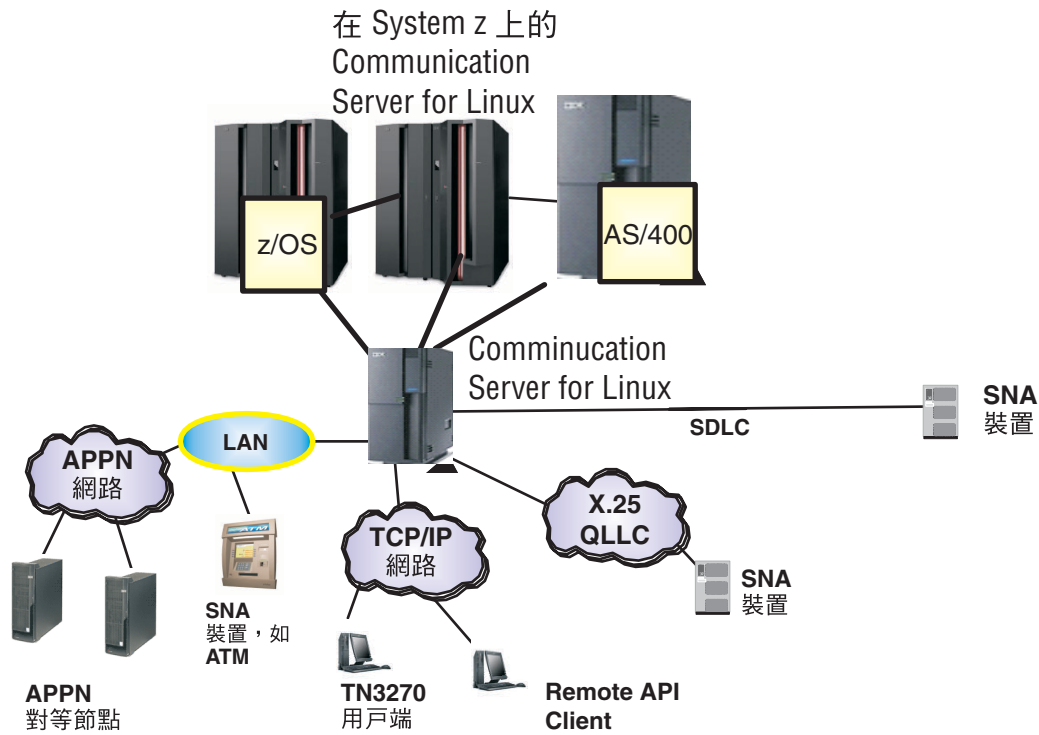 在 System z 上的
Communication
Server for Linux
z/OS
AS/400
Comminucation
Server for Linux
SDLC
SNA
裝置
LAN
APPN
網路
X.25
QLLC
TCP/IP
網路
ATM
SNA
裝置
SNA
裝置，如
ATM
APPN
對等節點
TN3270
用戶端
Remote API
Client